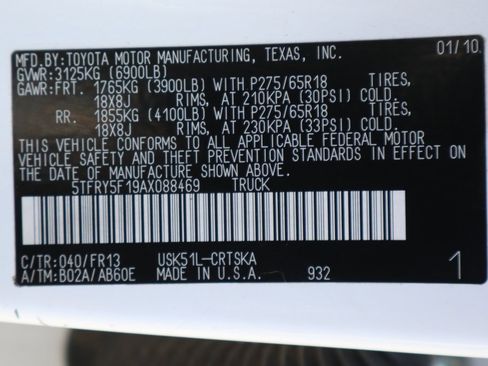 MFD.BY:TOYOTA MOTOR MANUFACTURING, TEXAS, INC. 01/10
GVWR:3125KG (6900LB)
GAWR:FRT. 1765KG (3900LB) WITH P275/65R18 TIRES,
18X8J RIMS, AT 210KPA (30PSI)
RR. 1855KG (4100LB) WITH P275/65R18 TIRES,
18X8J RIMS, AT 230KPA (33PSI)
THIS VEHICLE CONFORMS TO ALL APPLICABLE FEDERAL MOTOR
VEHICLE SAFETY AND THEFT PREVENTION STANDARDS IN EFFECT ON
THE DATE OF MANUFACTURE SHOWN ABOVE.
5TFRY5F19AX088469 TRUCK
C/TR:040/FR13 USK51L-CRTSKA
A/TM:B02A/AB60E MADE IN U.S.A. 932 1